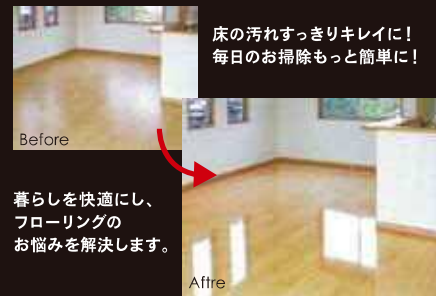 床の汚れすっきりキレイに！
毎日のお掃除もっと簡単に！
Before
暮らしを快適にし、
フローリングの
お悩みを解決します。
Aftre